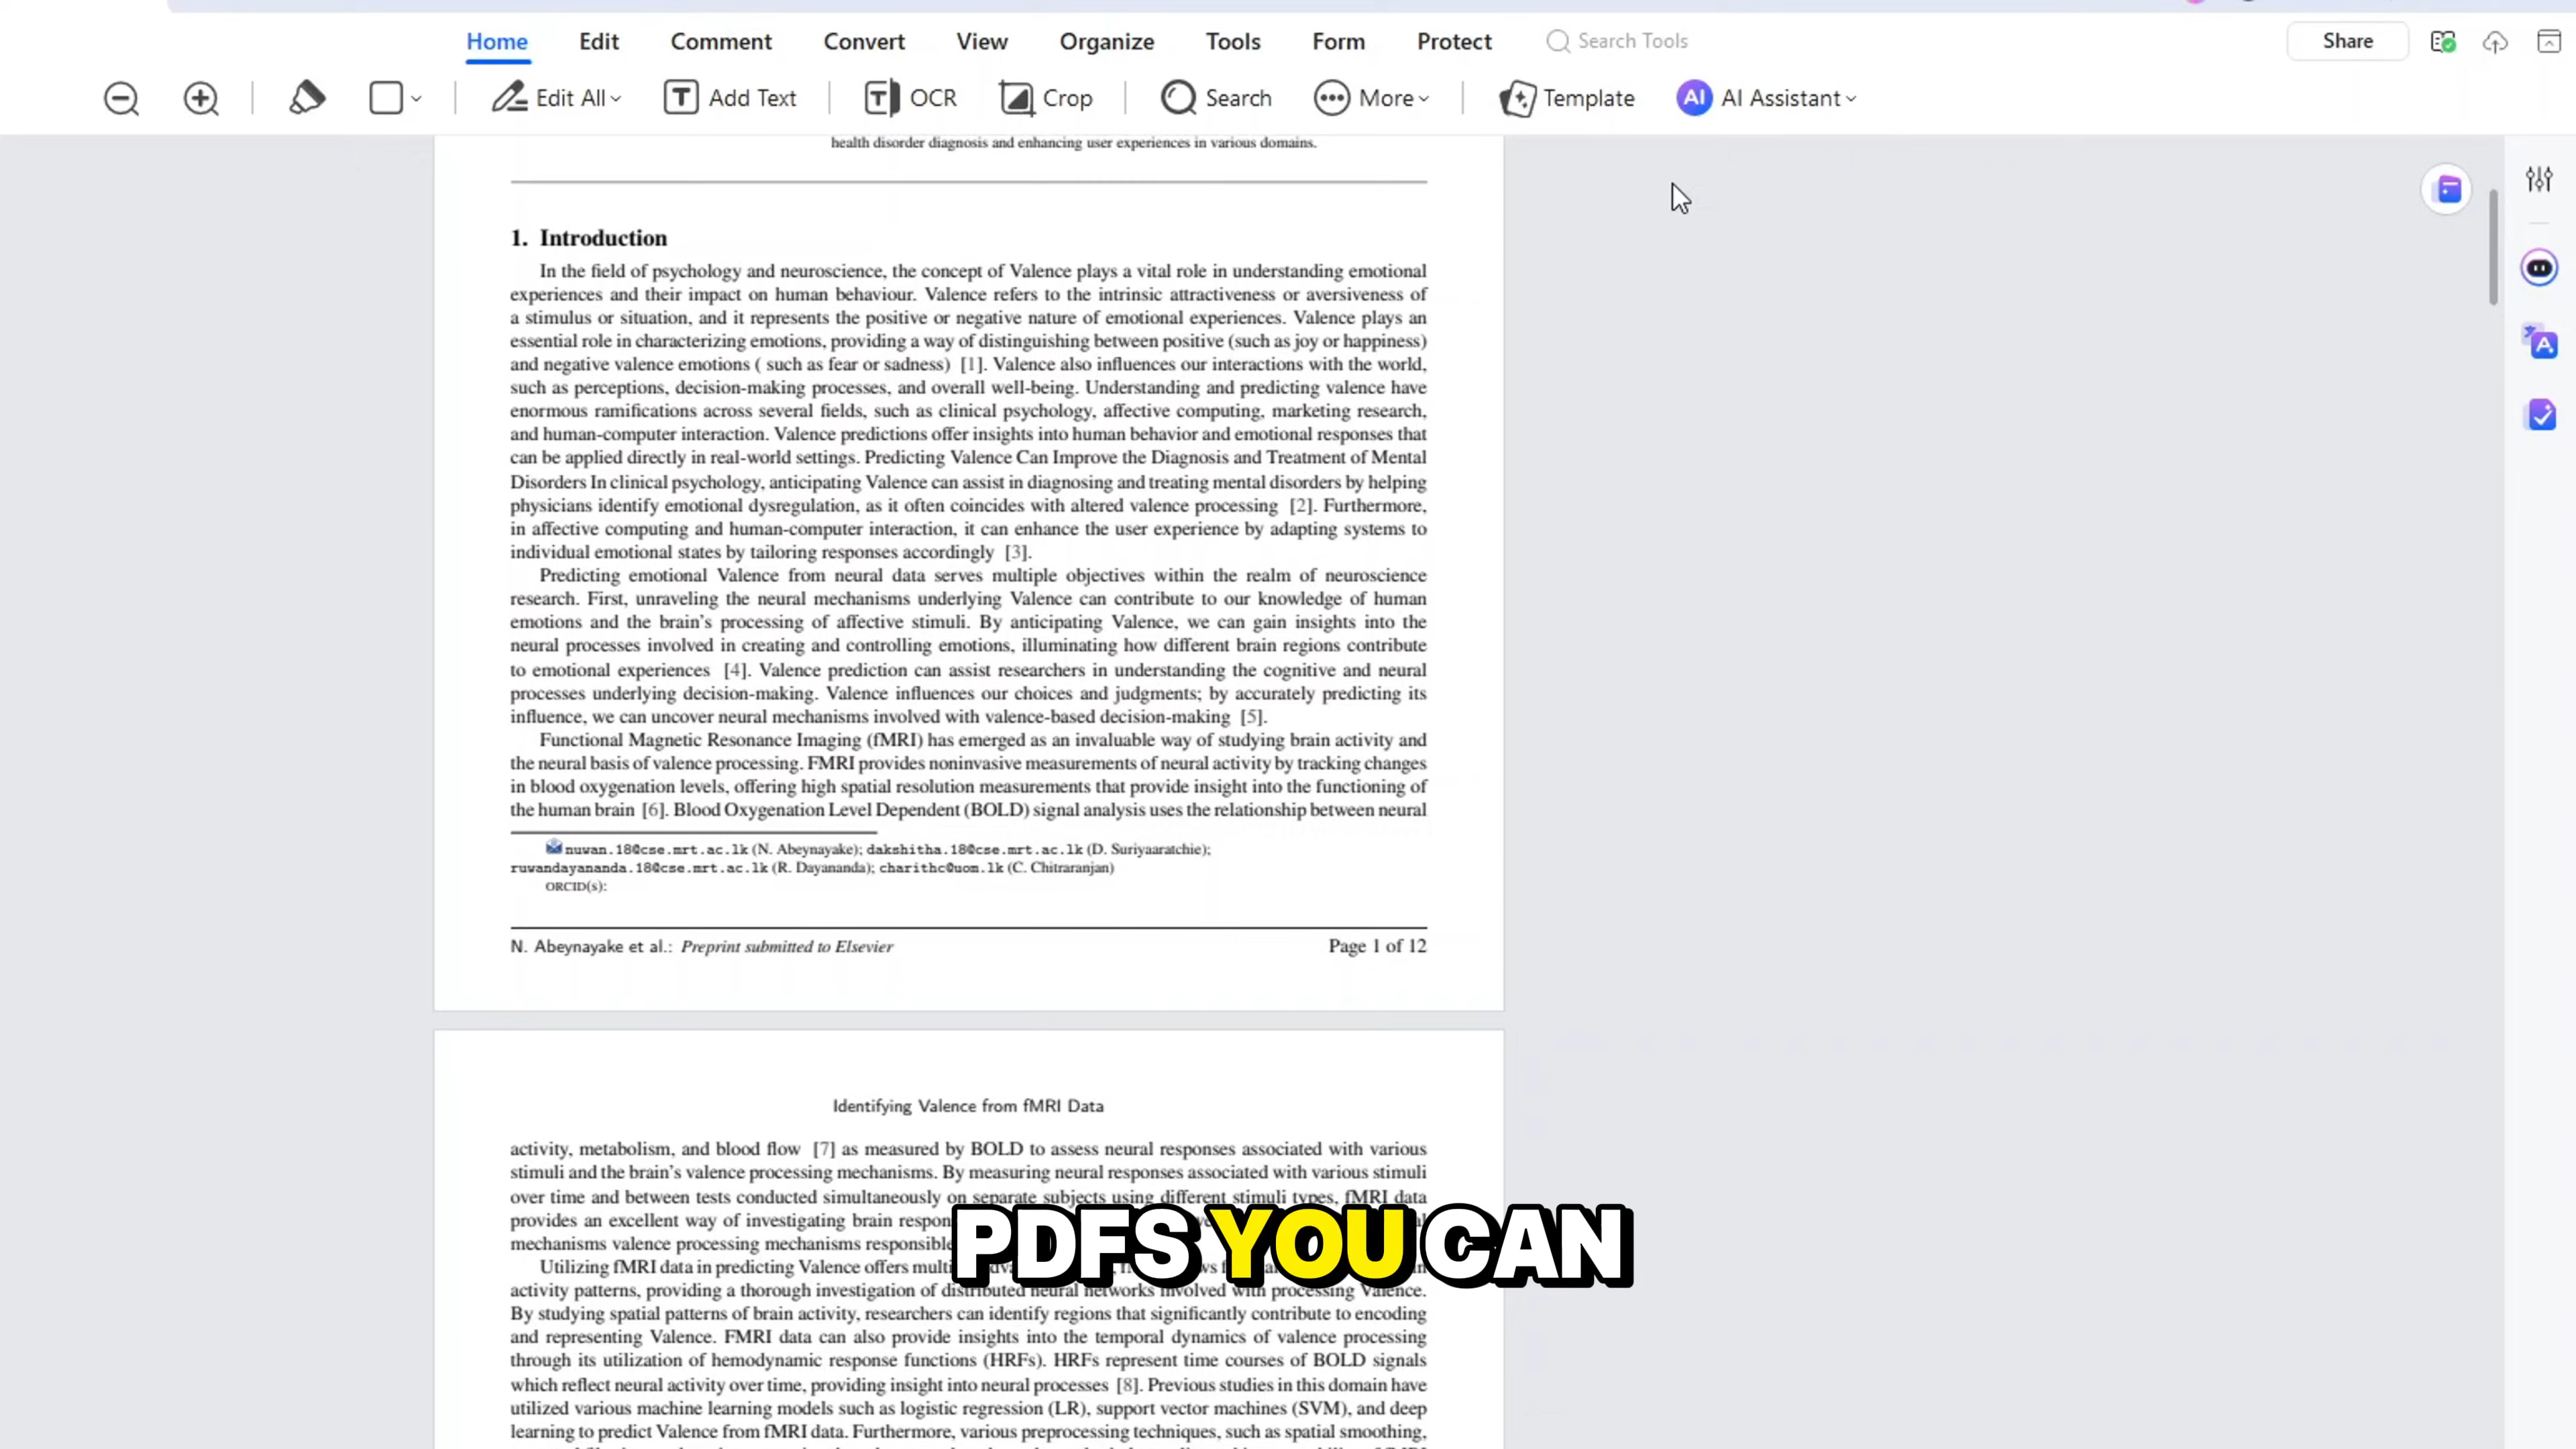 Home Edit Comment Convert View Organize Tools Form Protect Search Tools Share
Edit All Add Text OCR Crop Search More Template AI AI Assistant
health disorder diagnosis and enhancing user experiences in various domains.
1. Introduction
In the field of psychology and neuroscience, the concept of Valence plays a vital role in understanding emotional
experiences and their impact on human behaviour. Valence refers to the intrinsic attractiveness or aversiveness of
a stimulus or situation, and it represents the positive or negative nature of emotional experiences. Valence plays an
essential role in characterizing emotions, providing a way of distinguishing between positive (such as joy or happiness)
and negative valence emotions ( such as fear or sadness) [1]. Valence also influences our interactions with the world,
such as perceptions, decision-making processes, and overall well-being. Understanding and predicting valence have
enormous ramifications across several fields, such as clinical psychology, affective computing, marketing research,
and human-computer interaction. Valence predictions offer insights into human behavior and emotional responses that
can be applied directly in real-world settings. Predicting Valence Can Improve the Diagnosis and Treatment of Mental
Disorders In clinical psychology, anticipating Valence can assist in diagnosing and treating mental disorders by helping
physicians identify emotional dysregulation, as it often coincides with altered valence processing [2]. Furthermore,
in affective computing and human-computer interaction, it can enhance the user experience by adapting systems to
individual emotional states by tailoring responses accordingly [3].
Predicting emotional Valence from neural data serves multiple objectives within the realm of neuroscience
research. First, unraveling the neural mechanisms underlying Valence can contribute to our knowledge of human
emotions and the brain's processing of affective stimuli. By anticipating Valence, we can gain insights into the
neural processes involved in creating and controlling emotions, illuminating how different brain regions contribute
to emotional experiences [4]. Valence prediction can assist researchers in understanding the cognitive and neural
processes underlying decision-making. Valence influences our choices and judgments; by accurately predicting its
influence, we can uncover neural mechanisms involved with valence-based decision-making [5].
Functional Magnetic Resonance Imaging (fMRI) has emerged as an invaluable way of studying brain activity and
the neural basis of valence processing. FMRI provides noninvasive measurements of neural activity by tracking changes
in blood oxygenation levels, offering high spatial resolution measurements that provide insight into the functioning of
the human brain [6]. Blood Oxygenation Level Dependent (BOLD) signal analysis uses the relationship between neural
nuwan.18@cse.mrt.ac.lk (N. Abeynayake); dakshitha.18@cse.mrt.ac.lk (D. Suriyaaratchie);
ruwandayananda.18@cse.mrt.ac.lk (R. Dayananda); charithc@uom.lk (C. Chitraranjan)
ORCID(s):
N. Abeynayake et al.: Preprint submitted to Elsevier Page 1 of 12
Identifying Valence from fMRI Data
activity, metabolism, and blood flow [7] as measured by BOLD to assess neural responses associated with various
stimuli and the brain's valence processing mechanisms. By measuring neural responses associated with various stimuli
over time and between tests conducted simultaneously on separate subjects using different stimuli types, fMRI data
provides an excellent way of investigating brain
mechanisms valence processing mechanisms
PDFS YOU CAN
Utilizing fMRI data in predicting Valence offers
activity patterns, providing a thorough investigation of distributed neural networks involved with processing Valence.
By studying spatial patterns of brain activity, researchers can identify regions that significantly contribute to encoding
and representing Valence. FMRI data can also provide insights into the temporal dynamics of valence processing
through its utilization of hemodynamic response functions (HRFs). HRFs represent time courses of BOLD signals
which reflect neural activity over time, providing insight into neural processes [8]. Previous studies in this domain have
utilized various machine learning models such as logistic regression (LR), support vector machines (SVM), and deep
learning to predict Valence from fMRI data. Furthermore, various preprocessing techniques, such as spatial smoothing,